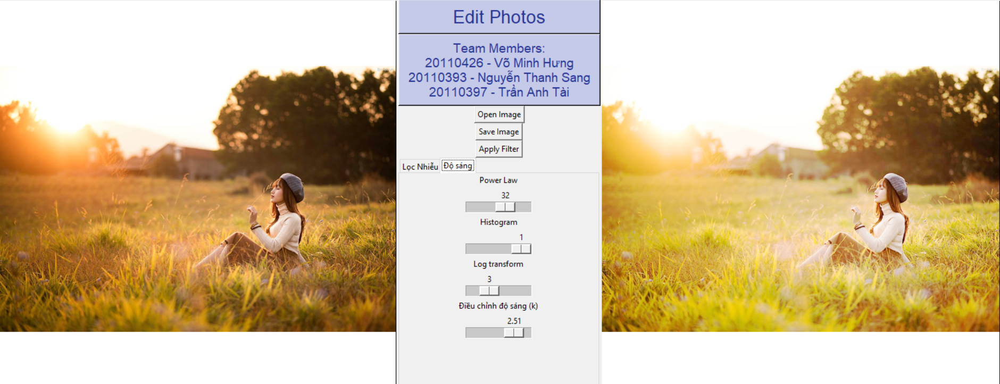 Edit Photos
Team Members:
20110426 - Võ Minh Hưng
20110393 - Nguyễn Thanh Sang
20110397 - Trần Anh Tài
Open Image
Save Image
Apply Filter
Lọc Nhiễu Độ sáng
Power Law
32
Histogram
1
Log transform
3
Điều chỉnh độ sáng (k)
2.51